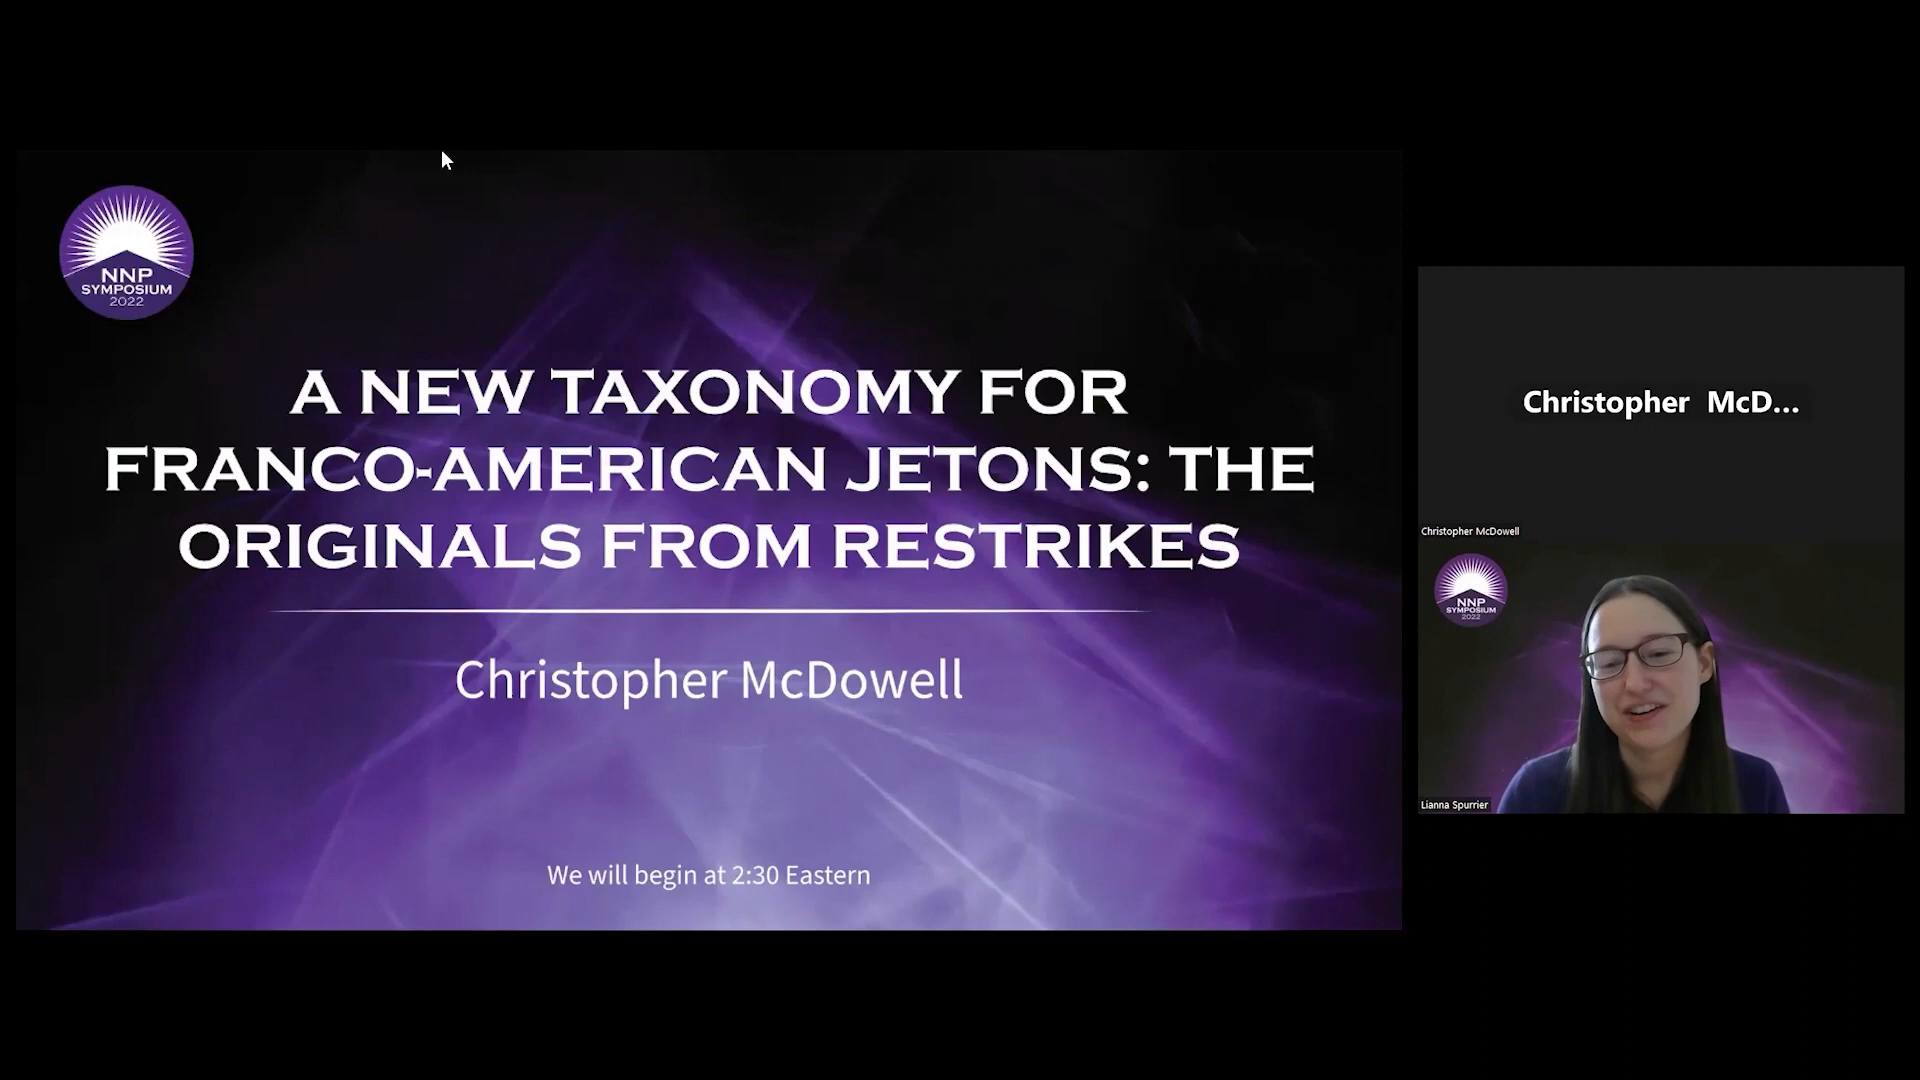 NNP
SYMPOSIUM
2022
A NEW TAXONOMY FOR
FRANCO-AMERICAN JETONS: THE
ORIGINALS FROM RESTRIKES
Christopher McDowell
We will begin at 2:30 Eastern
Christopher McD...
Christopher McDowell
NNP
SYMPOSIUM
2022
Lianna Spurrier